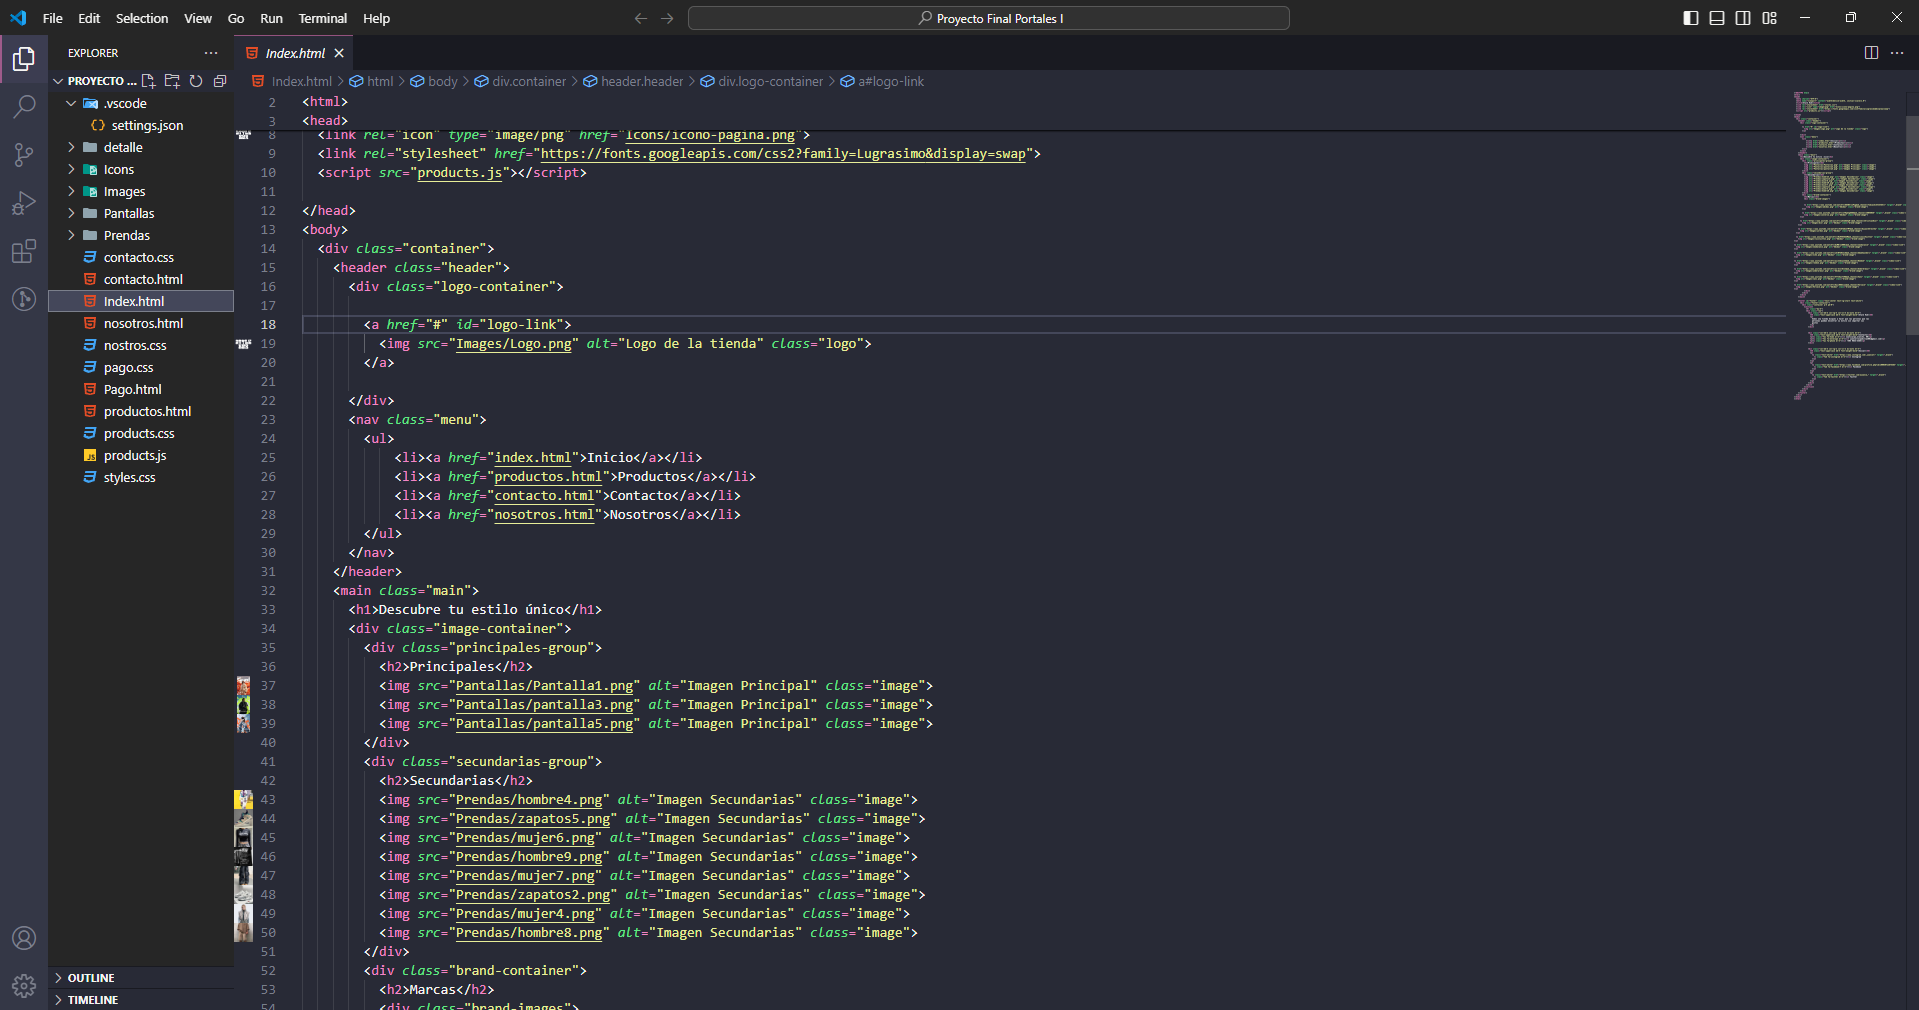 File Edit Selection View Go Run Terminal Help
Proyecto Final Portales I
EXPLORER
Index.html
PROYECTO ...
Index.html > html > body > div.container > header.header > div.logo-container > a#logo-link
.vscode
settings.json
detalle
Icons
Images
Pantallas
Prendas
contacto.css
contacto.html
Index.html
nosotros.html
nostros.css
pago.css
Pago.html
productos.html
products.css
products.js
styles.css
OUTLINE
TIMELINE
2 <html>
3 <head>
8 <link rel="icon" type="image/png" href="Icons/icono-pagina.png">
9 <link rel="stylesheet" href="https://fonts.googleapis.com/css2?family=Lugrasimo&display=swap">
10 <script src="products.js"></script>
11
12 </head>
13 <body>
14 <div class="container">
15 <header class="header">
16 <div class="logo-container">
17
18 <a href="#" id="logo-link">
19 <img src="Images/Logo.png" alt="Logo de la tienda" class="logo">
20 </a>
21
22 </div>
23 <nav class="menu">
24 <ul>
25 <li><a href="index.html">Inicio</a></li>
26 <li><a href="productos.html">Productos</a></li>
27 <li><a href="contacto.html">Contacto</a></li>
28 <li><a href="nosotros.html">Nosotros</a></li>
29 </ul>
30 </nav>
31 </header>
32 <main class="main">
33 <h1>Descubre tu estilo único</h1>
34 <div class="image-container">
35 <div class="principales-group">
36 <h2>Principales</h2>
37 <img src="Pantallas/Pantalla1.png" alt="Imagen Principal" class="image">
38 <img src="Pantallas/pantalla3.png" alt="Imagen Principal" class="image">
39 <img src="Pantallas/pantalla5.png" alt="Imagen Principal" class="image">
40 </div>
41 <div class="secundarias-group">
42 <h2>Secundarias</h2>
43 <img src="Prendas/hombre4.png" alt="Imagen Secundarias" class="image">
44 <img src="Prendas/zapatos5.png" alt="Imagen Secundarias" class="image">
45 <img src="Prendas/mujer6.png" alt="Imagen Secundarias" class="image">
46 <img src="Prendas/hombre9.png" alt="Imagen Secundarias" class="image">
47 <img src="Prendas/mujer7.png" alt="Imagen Secundarias" class="image">
48 <img src="Prendas/zapatos2.png" alt="Imagen Secundarias" class="image">
49 <img src="Prendas/mujer4.png" alt="Imagen Secundarias" class="image">
50 <img src="Prendas/hombre8.png" alt="Imagen Secundarias" class="image">
51 </div>
52 <div class="brand-container">
53 <h2>Marcas</h2>
54 <div class="brand-images">